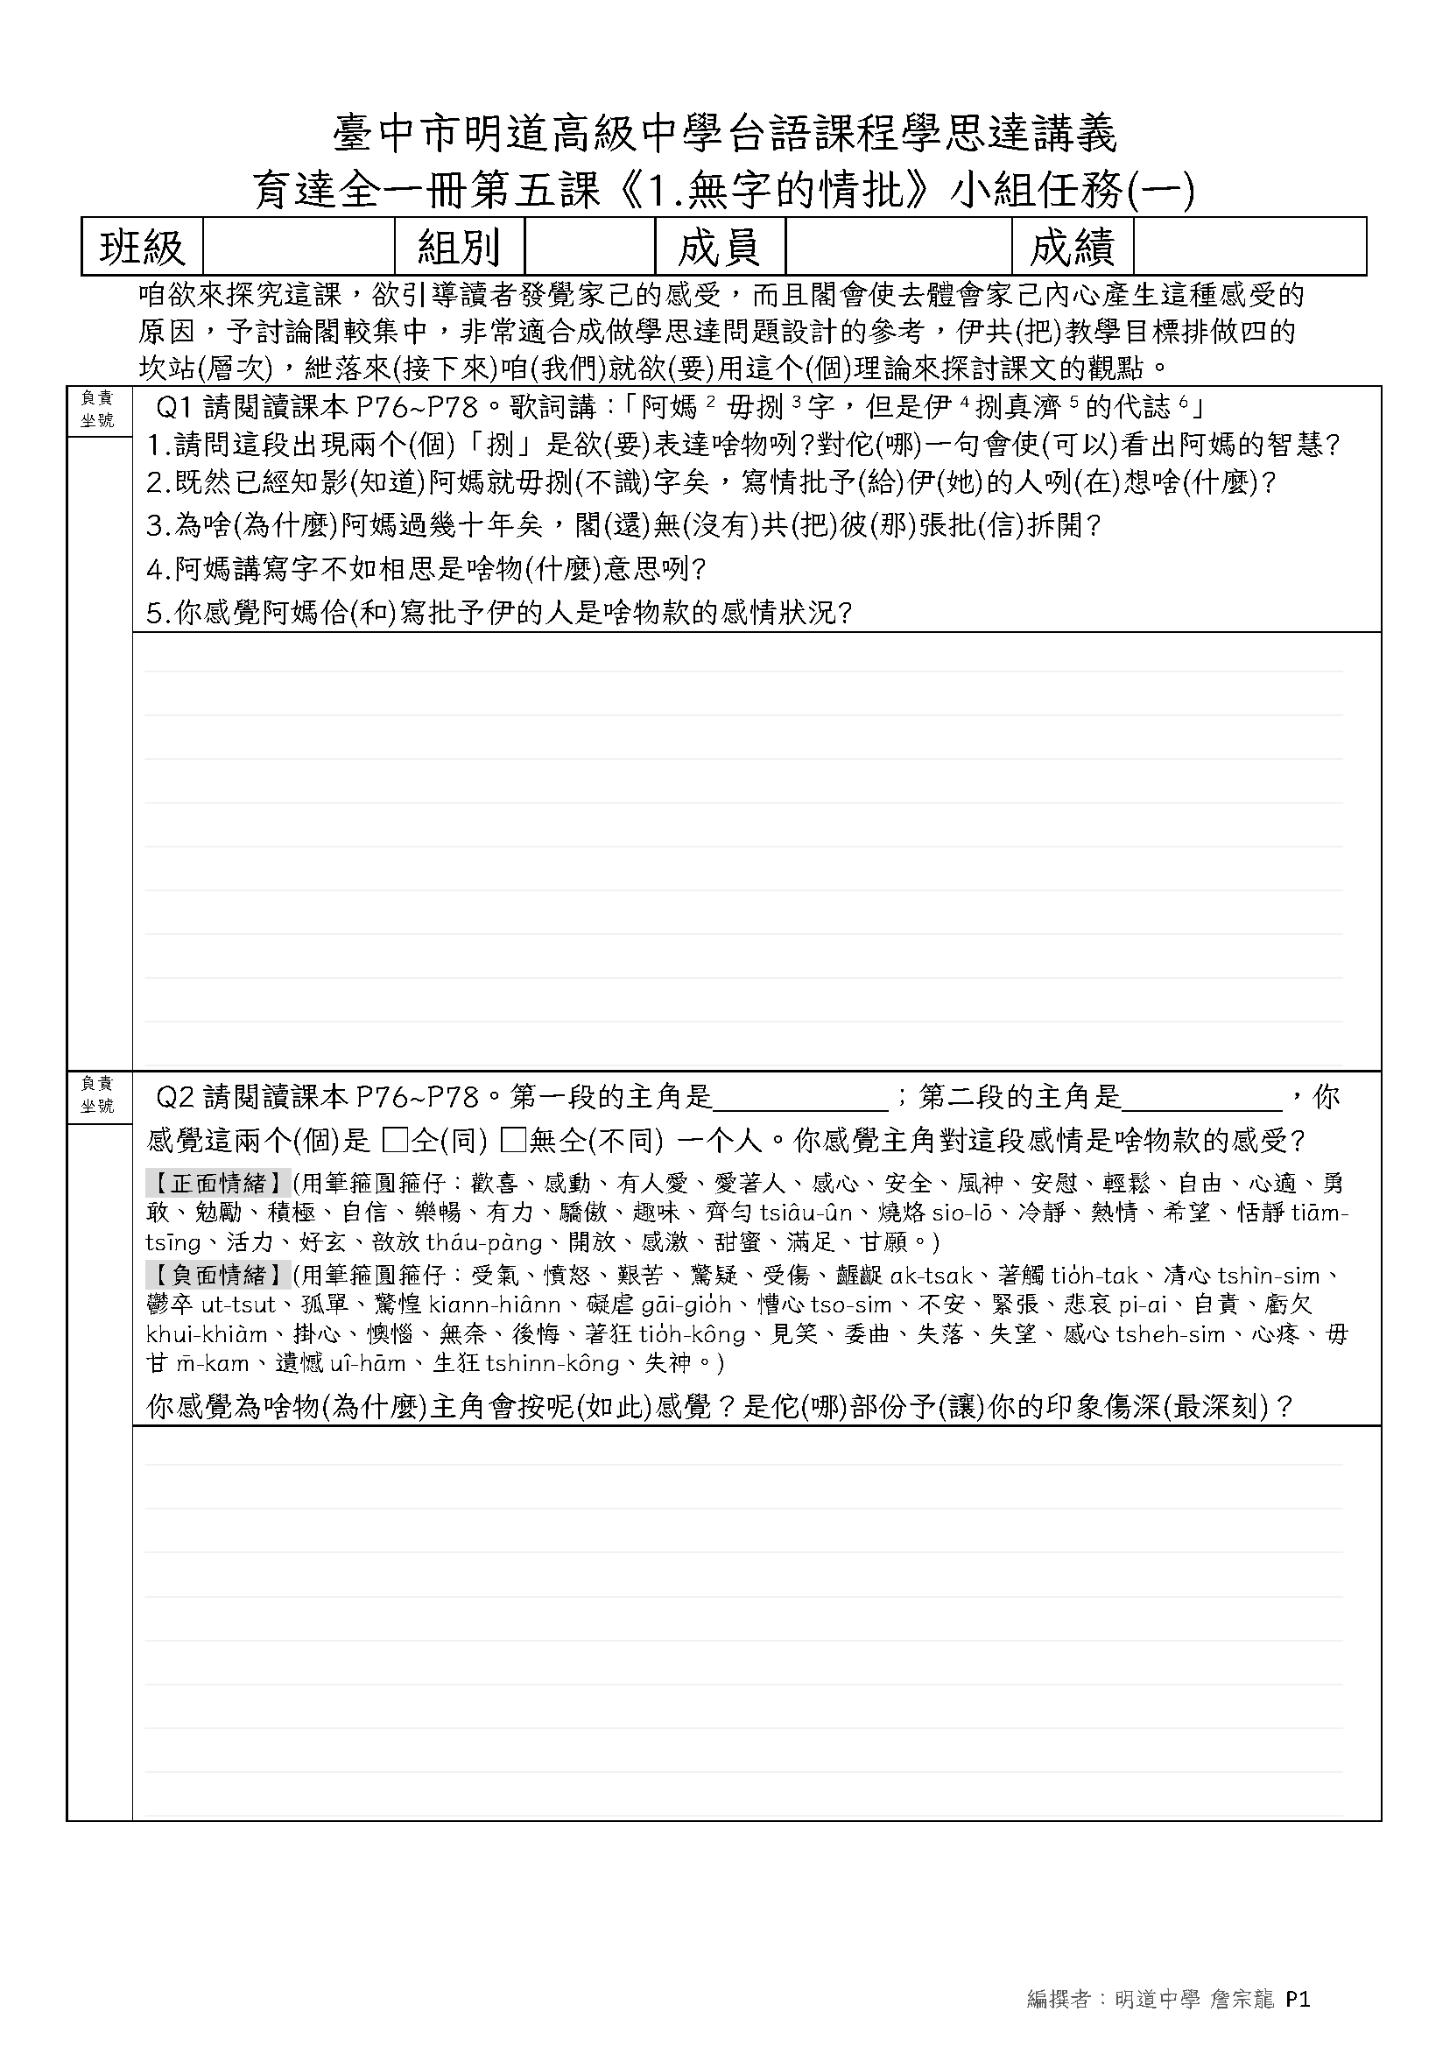 臺中市明道高級中學台語課程學思達講義
育達全一冊第五課《1.無字的情批》小組任務(一)
班級 組別 成員 成績
咱欲來探究這課，欲引導讀者發覺家己的感受，而且閣會使去體會家己內心產生這種感受的
原因，予討論閣較集中，非常適合成做學思達問題設計的參考，伊共(把)教學目標排做四的
坎站(層次)，紲落來(接下來)咱(我們)就欲(要)用這个(個)理論來探討課文的觀點。
負責
坐號
Q1 請閱讀課本 P76~P78。歌詞講：「阿媽 2 毋捌 3 字，但是伊 4 捌真濟 5 的代誌 6」
1.請問這段出現兩个(個)「捌」是欲(要)表達啥物咧?對佗(哪)一句會使(可以)看出阿媽的智慧?
2.既然已經知影(知道)阿媽就毋捌(不識)字矣，寫情批予(給)伊(她)的人咧(在)想啥(什麼)?
3.為啥(為什麼)阿媽過幾十年矣，閣(還)無(沒有)共(把)彼(那)張批(信)拆開?
4.阿媽講寫字不如相思是啥物(什麼)意思咧?
5.你感覺阿媽佮(和)寫批予伊的人是啥物款的感情狀況?
負責
坐號
Q2 請閱讀課本 P76~P78。第一段的主角是____________；第二段的主角是___________，你
感覺這兩个(個)是 □仝(同) □無仝(不同) 一个人。你感覺主角對這段感情是啥物款的感受?
【正面情緒】(用筆箍圓箍仔：歡喜、感動、有人愛、愛著人、感心、安全、風神、安慰、輕鬆、自由、心適、勇
敢、勉勵、積極、自信、樂暢、有力、驕傲、趣味、齊勻 tsiâu-ûn、燒烙 sio-lō、冷靜、熱情、希望、恬靜 tiām-
tsīng、活力、好玄、敨放 tháu-pàng、開放、感激、甜蜜、滿足、甘願。)
【負面情緒】(用筆箍圓箍仔：受氣、憤怒、艱苦、驚疑、受傷、齷齪 ak-tsak、著觸 tio̍h-tak、凊心 tshìn-sim、
鬱卒 ut-tsut、孤單、驚惶 kiann-hiânn、礙虐 gāi-gio̍h、慒心 tso-sim、不安、緊張、悲哀 pi-ai、自責、虧欠
khui-khiàm、掛心、懊惱、無奈、後悔、著狂 tio̍h-kông、見笑、委曲、失落、失望、慼心 tsheh-sim、心疼、毋
甘 m̄-kam、遺憾 uî-hām、生狂 tshinn-kông、失神。)
你感覺為啥物(為什麼)主角會按呢(如此)感覺？是佗(哪)部份予(讓)你的印象傷深(最深刻)？
編撰者：明道中學 詹宗龍 P1